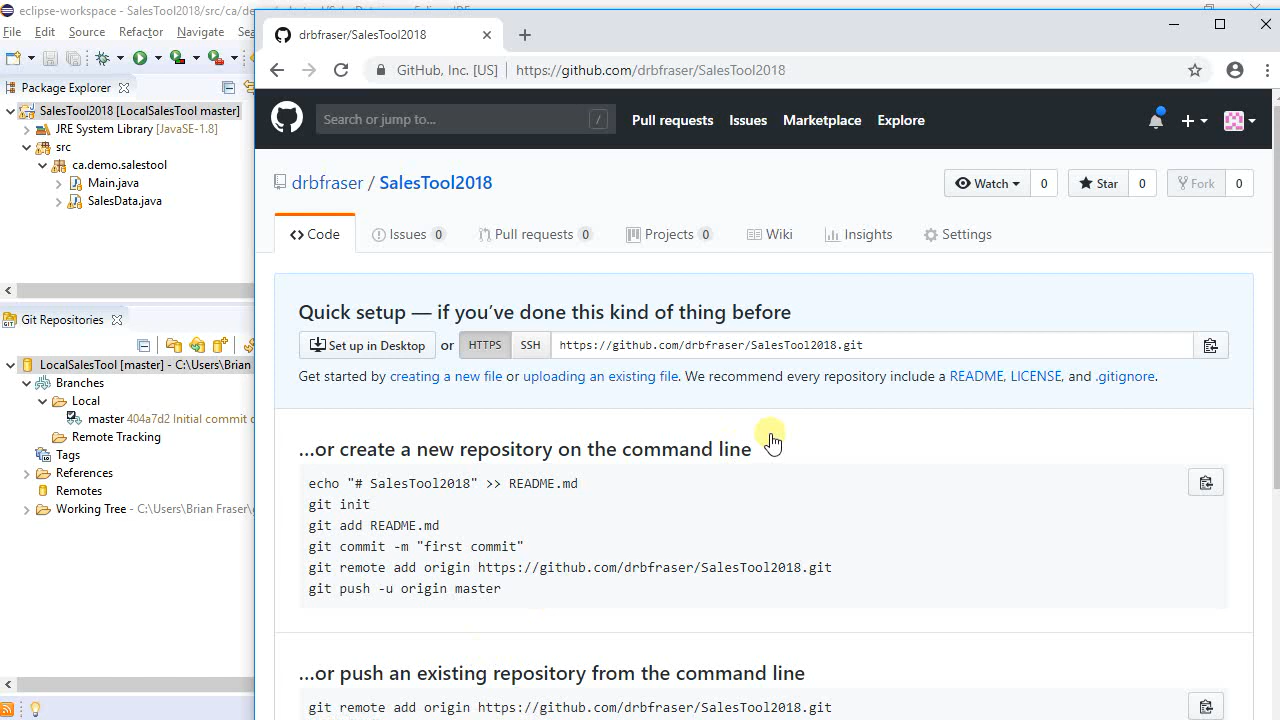 eclipse-workspace - SalesTool2018/src/ca/de
File Edit Source Refactor Navigate Sea
Package Explorer
SalesTool2018 [LocalSalesTool master]
JRE System Library [JavaSE-1.8]
src
ca.demo.salestool
Main.java
SalesData.java
Git Repositories
LocalSalesTool [master] - C:\Users\Brian
Branches
Local
master 404a7d2 Initial commit
Remote Tracking
Tags
References
Remotes
Working Tree - C:\Users\Brian Fraser\
drbfraser/SalesTool2018
GitHub, Inc. [US] https://github.com/drbfraser/SalesTool2018
Search or jump to... /
Pull requests Issues Marketplace Explore
drbfraser / SalesTool2018
Watch 0 Star 0 Fork 0
Code Issues 0 Pull requests 0 Projects 0 Wiki Insights Settings
Quick setup — if you've done this kind of thing before
Set up in Desktop or HTTPS SSH https://github.com/drbfraser/SalesTool2018.git
Get started by creating a new file or uploading an existing file. We recommend every repository include a README, LICENSE, and .gitignore.
…or create a new repository on the command line
echo "# SalesTool2018" >> README.md
git init
git add README.md
git commit -m "first commit"
git remote add origin https://github.com/drbfraser/SalesTool2018.git
git push -u origin master
…or push an existing repository from the command line
git remote add origin https://github.com/drbfraser/SalesTool2018.git